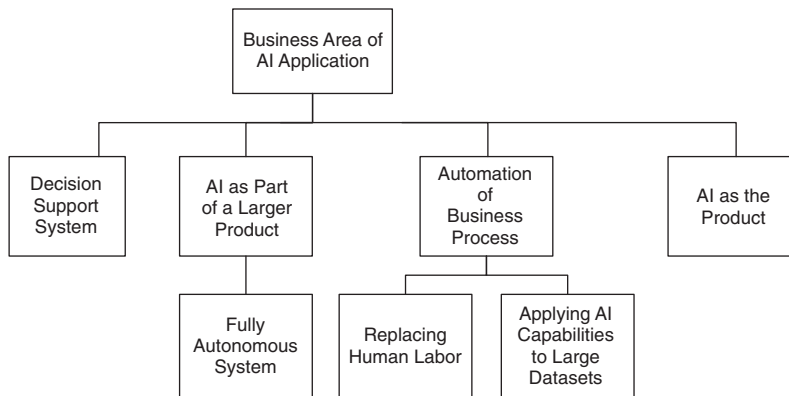 Business Area of
AI Application
Decision
Support
System
AI as Part
of a Larger
Product
Automation
of
Business
Process
AI as the
Product
Fully
Autonomous
System
Replacing
Human Labor
Applying AI
Capabilities
to Large
Datasets